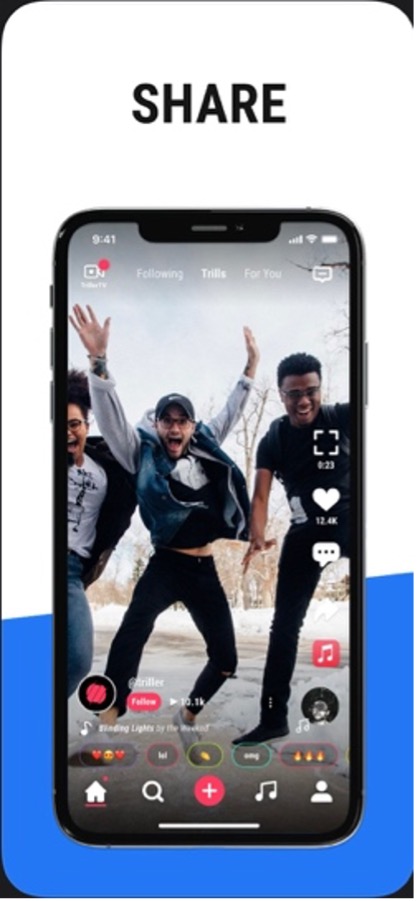 SHARE
9:41
TrillerTV
Following Trills For You
0:23
12.4K
@triller
Follow 10.1k
Blinding Lights by the Weeknd
lol omg